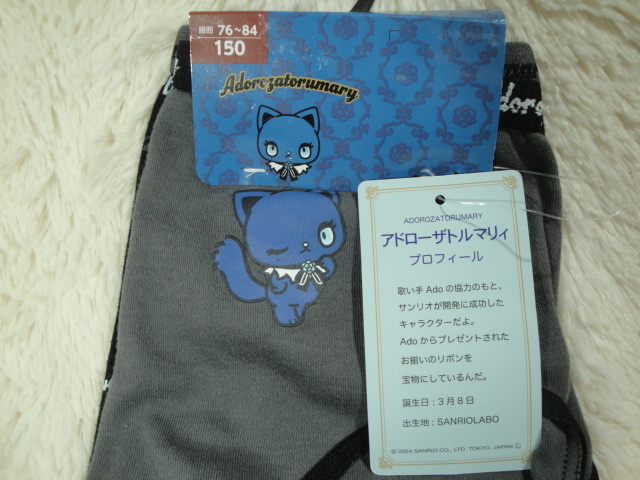 腰囲 76~84
150
Adorozatorumary
Adoro
ADOROZATORUMARY
アドローザトルマリィ
プロフィール
歌い手 Ado の協力のもと、
サンリオが開発に成功した
キャラクターだよ。
Ado からプレゼントされた
お揃いのリボンを
宝物にしているんだ。
誕生日:3月8日
出生地:SANRIOLABO
© 2024 SANRIO CO., LTD. TOKYO, JAPAN Ⓛ